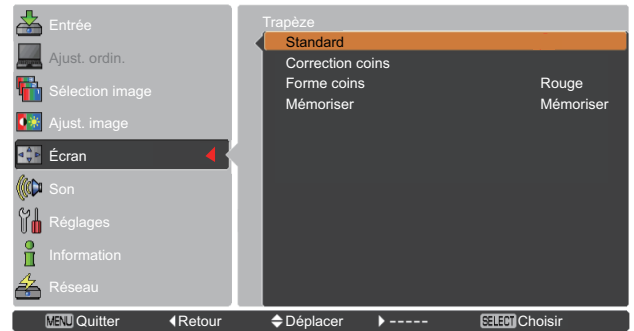 Entrée
Ajust. ordin.
Sélection image
Ajust. image
Écran
Son
Réglages
Information
Réseau
Trapèze
Standard
Correction coins
Forme coins Rouge
Mémoriser Mémoriser
MENU Quitter Retour Déplacer ----- SELECT Choisir